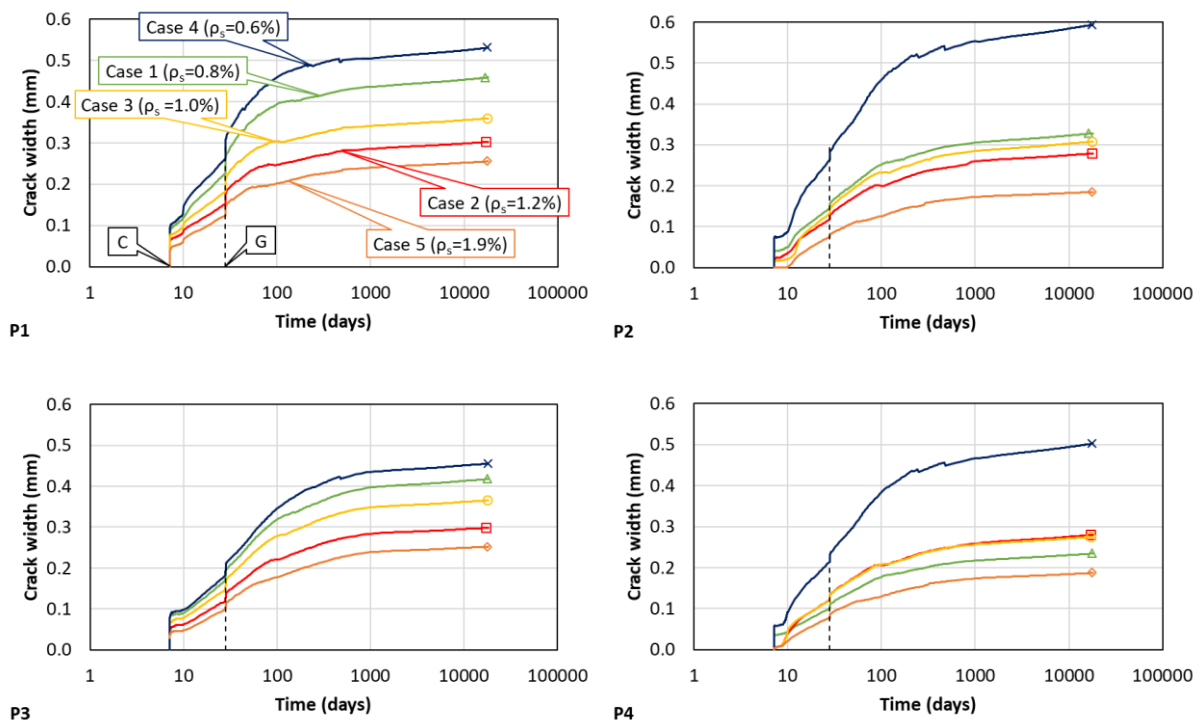 0.6
0.5
0.4
0.3
0.2
0.1
0.0
Crack width (mm)
Case 4 (ρs=0.6%)
Case 1 (ρs=0.8%)
Case 3 (ρs =1.0%)
Case 2 (ρs=1.2%)
Case 5 (ρs=1.9%)
C
G
1 10 100 1000 10000 100000
Time (days)
P1
0.6
0.5
0.4
0.3
0.2
0.1
0.0
Crack width (mm)
1 10 100 1000 10000 100000
Time (days)
P2
0.6
0.5
0.4
0.3
0.2
0.1
0.0
Crack width (mm)
1 10 100 1000 10000 100000
Time (days)
P3
0.6
0.5
0.4
0.3
0.2
0.1
0.0
Crack width (mm)
1 10 100 1000 10000 100000
Time (days)
P4